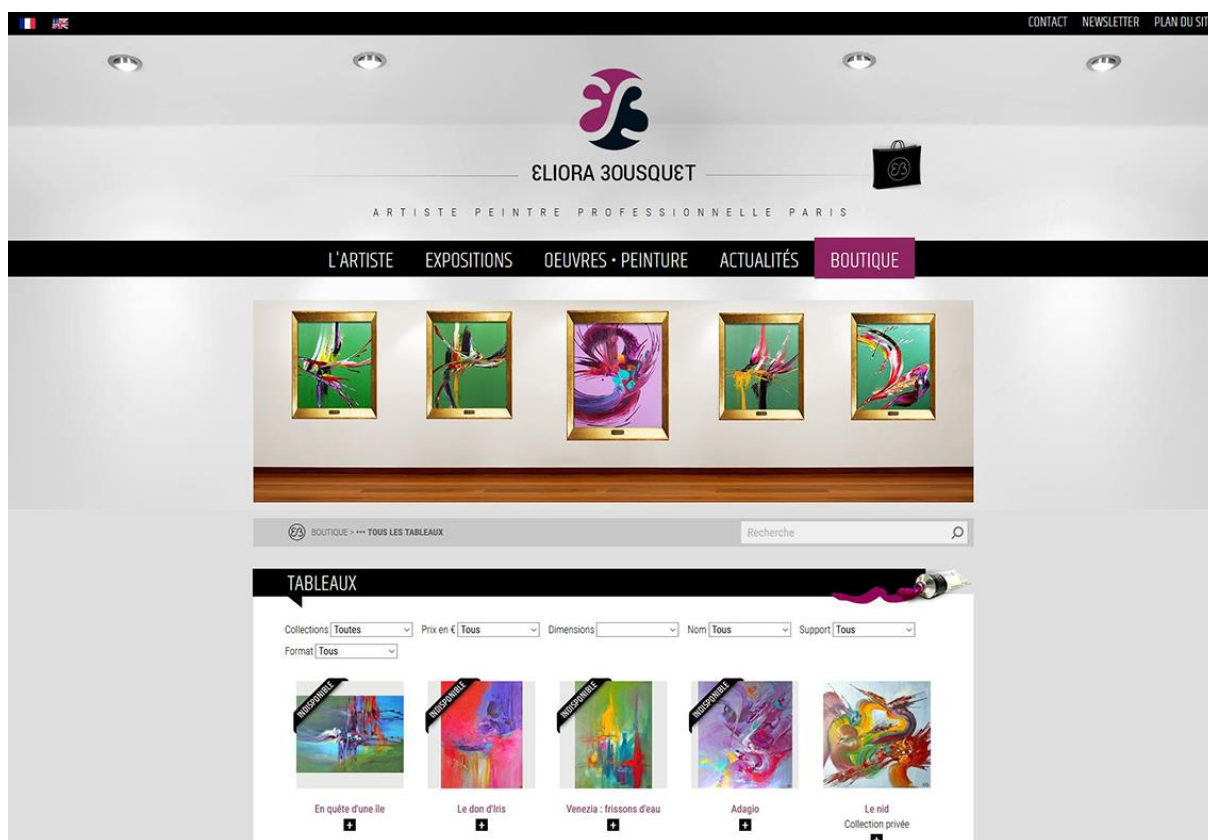 CONTACT NEWSLETTER PLAN DU SIT
ƐLIORA 3OUSQUƐT
ARTISTE PEINTRE PROFESSIONNELLE PARIS
L'ARTISTE EXPOSITIONS OEUVRES • PEINTURE ACTUALITÉS BOUTIQUE
BOUTIQUE > ••• TOUS LES TABLEAUX Recherche
TABLEAUX
Collections Toutes Prix en € Tous Dimensions Nom Tous Support Tous
Format Tous
INDISPONIBLE INDISPONIBLE INDISPONIBLE INDISPONIBLE
En quête d'une île Le don d'Iris Venezia : frissons d'eau Adagio Le nid
Collection privée